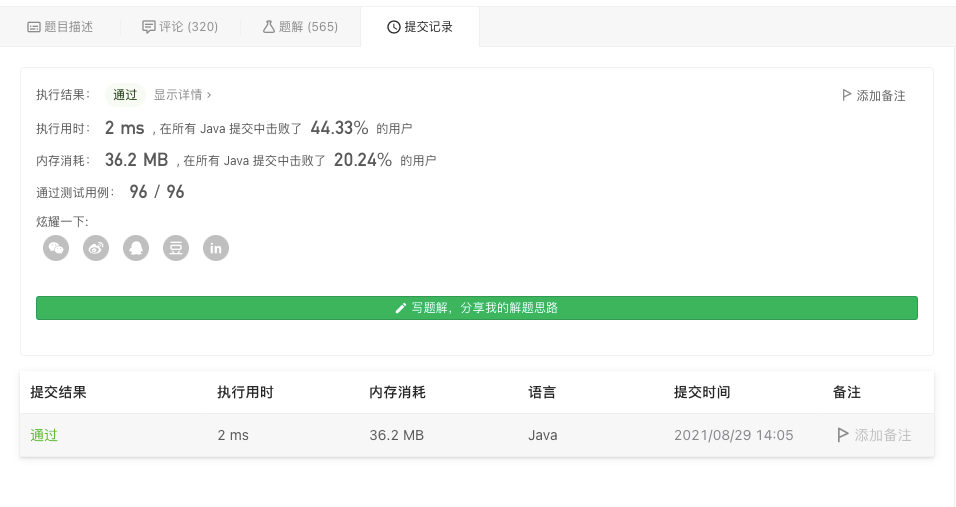 题目描述 评论 (320) 题解 (565) 提交记录
执行结果： 通过 显示详情 › 添加备注
执行用时： 2 ms , 在所有 Java 提交中击败了 44.33% 的用户
内存消耗： 36.2 MB , 在所有 Java 提交中击败了 20.24% 的用户
通过测试用例： 96 / 96
炫耀一下:
豆 in
写题解，分享我的解题思路
提交结果 执行用时 内存消耗 语言 提交时间 备注
通过 2 ms 36.2 MB Java 2021/08/29 14:05 添加备注